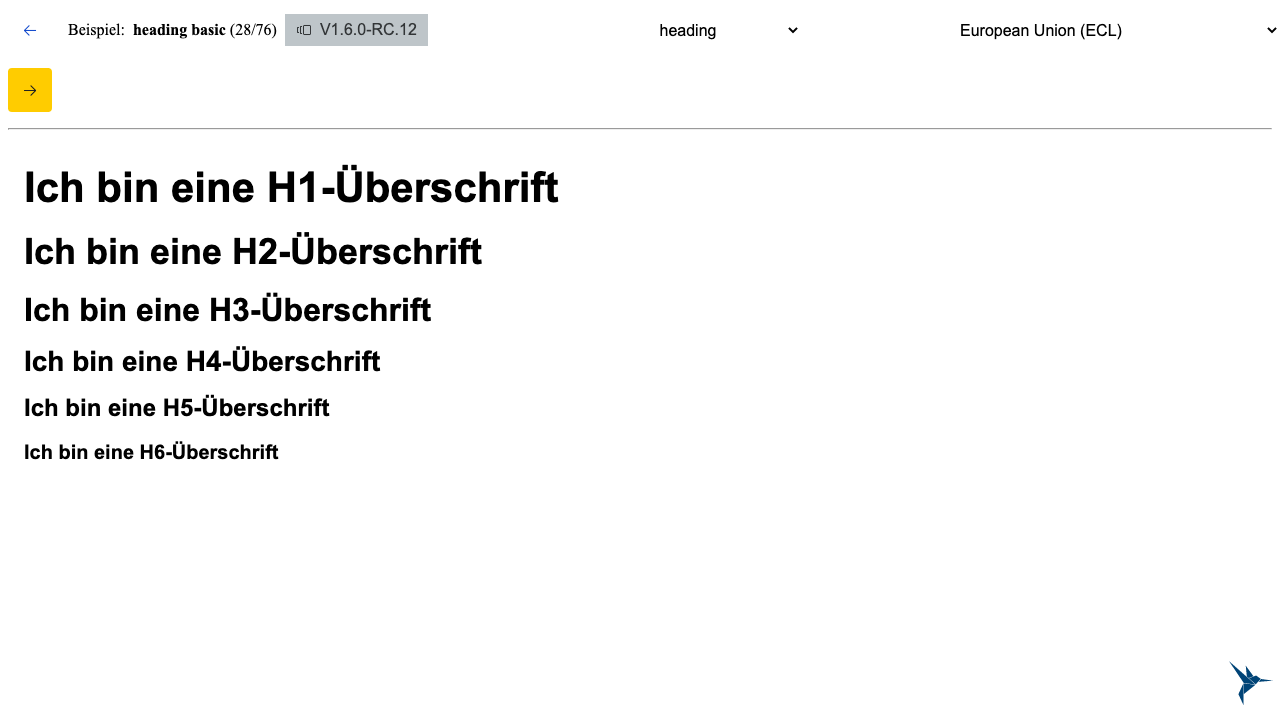 Beispiel: heading basic (28/76) V1.6.0-RC.12 heading European Union (ECL)
Ich bin eine H1-Überschrift
Ich bin eine H2-Überschrift
Ich bin eine H3-Überschrift
Ich bin eine H4-Überschrift
Ich bin eine H5-Überschrift
Ich bin eine H6-Überschrift